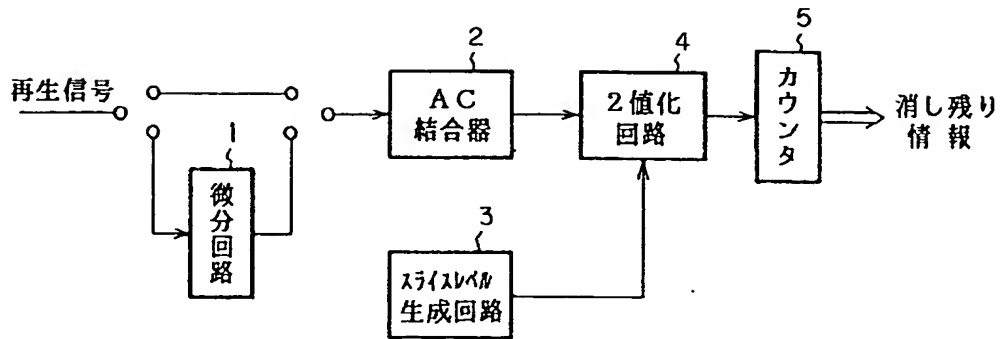 再生信号
1
微分回路
2
AC
結合器
3
スライスレベル
生成回路
4
2値化
回路
5
カウンタ
消し残り
情報